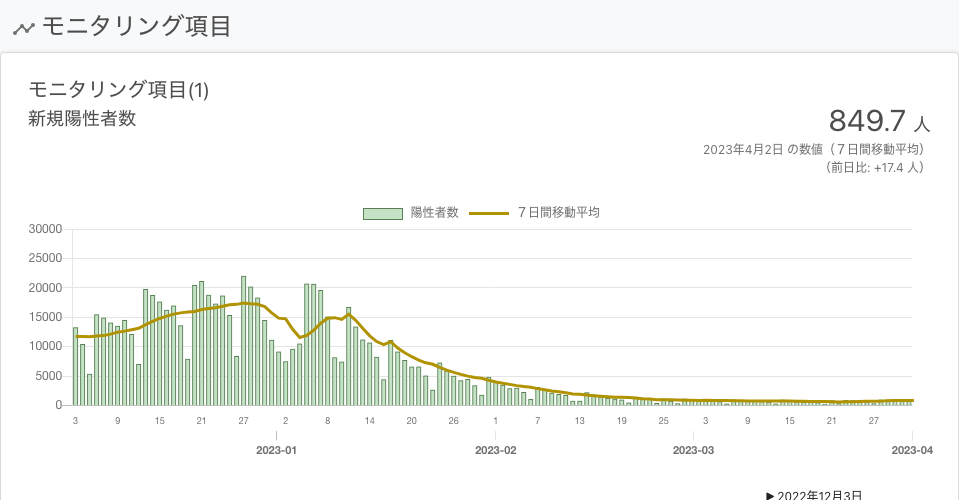 モニタリング項目
モニタリング項目(1)
新規陽性者数
849.7 人
2023年4月2日 の数値（７日間移動平均）
（前日比: +17.4 人）
陽性者数 ７日間移動平均
30000
25000
20000
15000
10000
5000
0
3 9 15 21 27 2 8 14 20 26 1 7 13 19 25 3 9 15 21 27
2023-01 2023-02 2023-03 2023-04
▶ 2022年12月3日